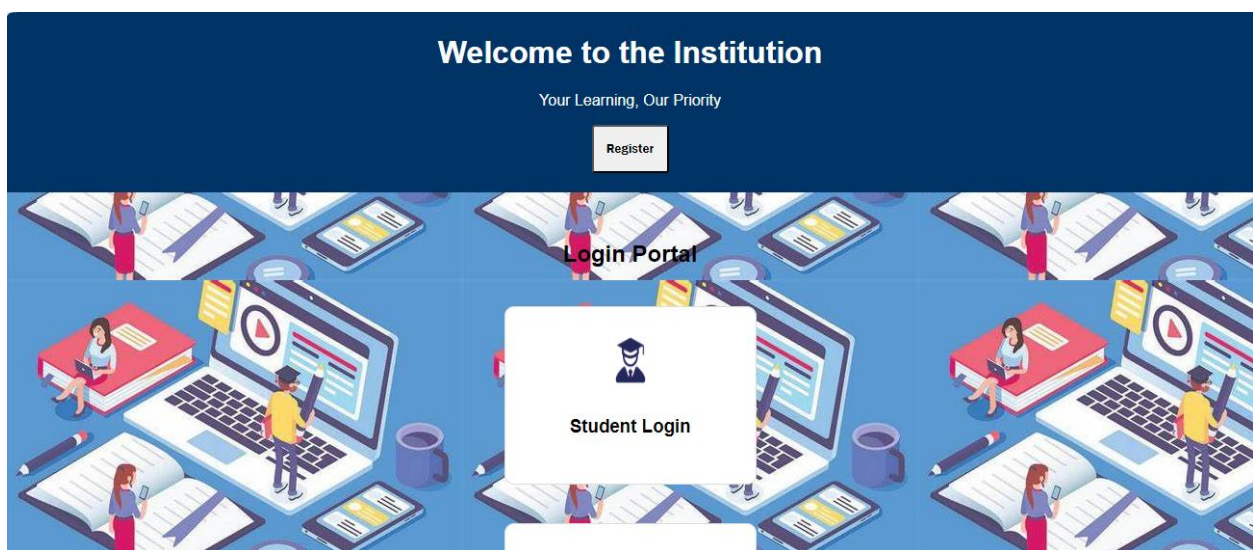 Welcome to the Institution
Your Learning, Our Priority
Register
Login Portal
Student Login